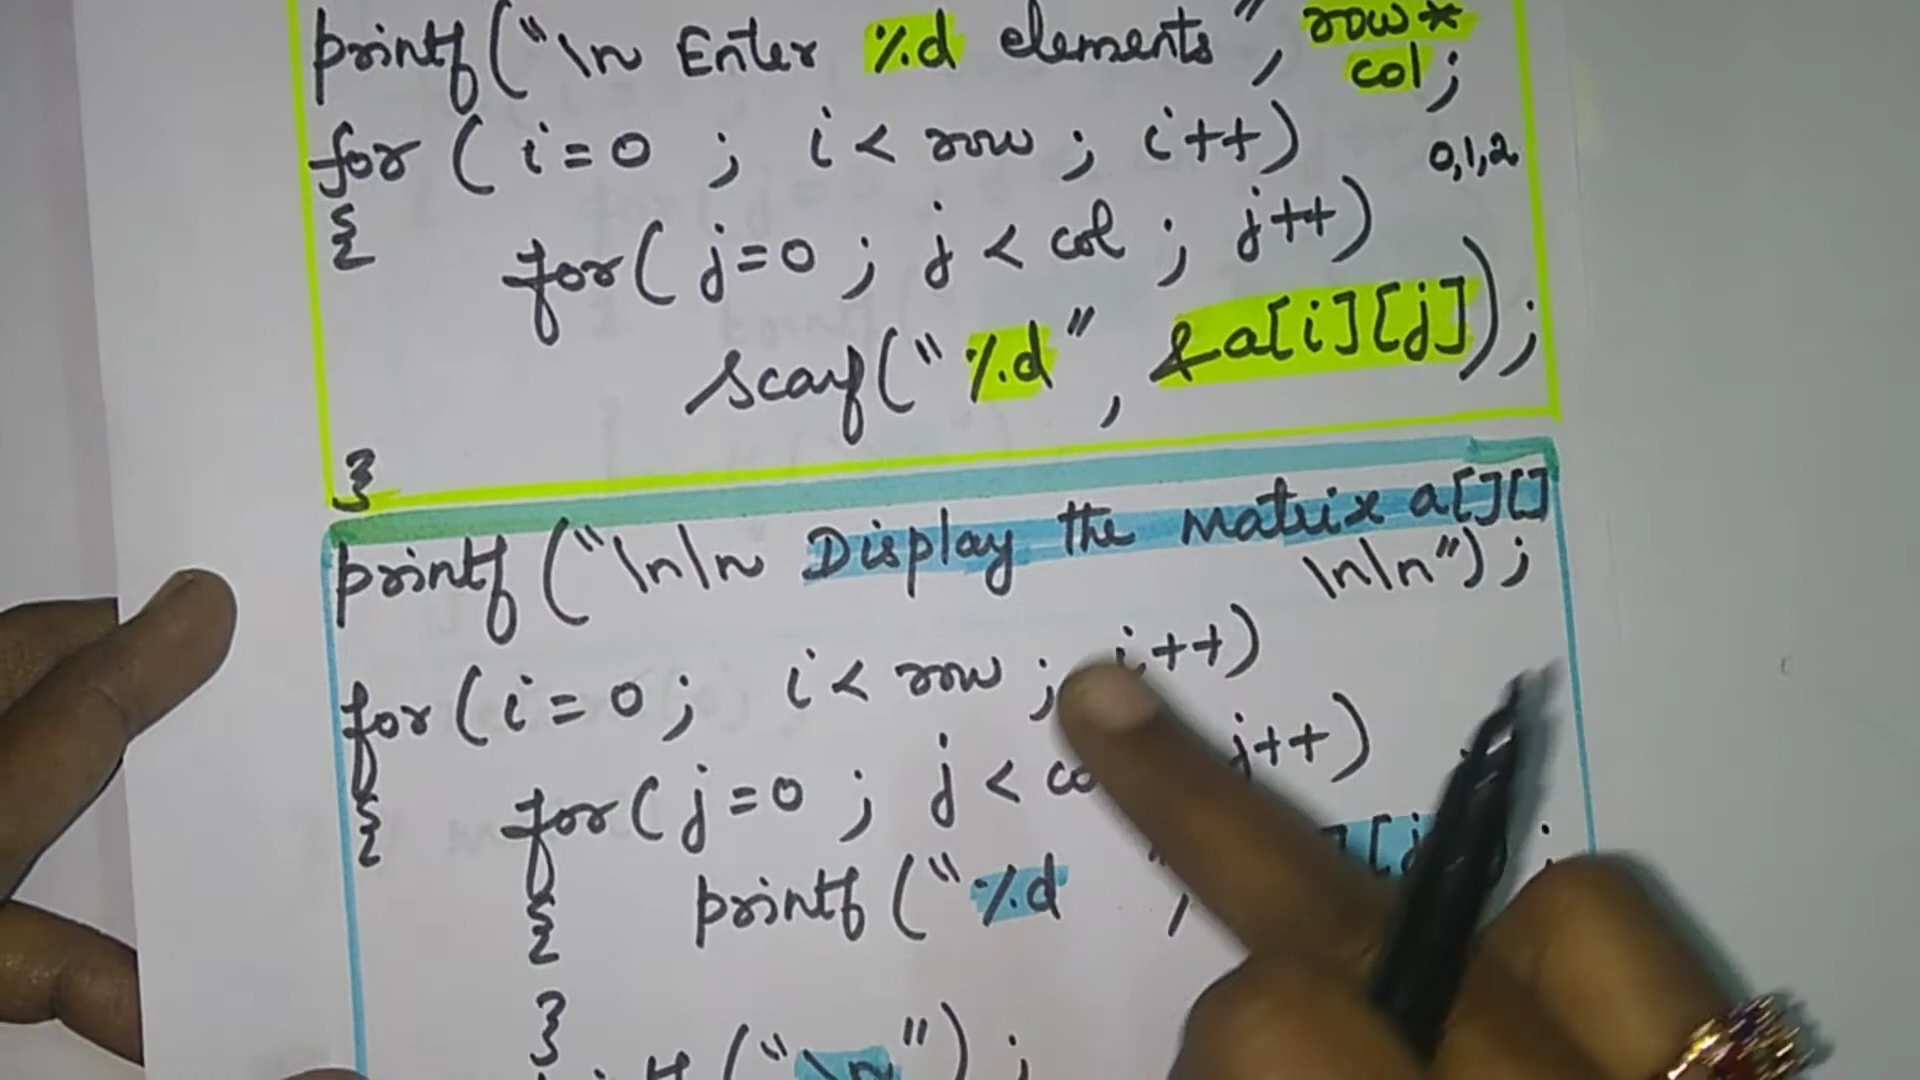 printf("\n Enter %d elements", row*
col;
for ( i=0 ; i< row ; i++)
0,1,2
{ for( j=0 ; j < col ; j++)
scanf("%d", &a[i][j]);
}
printf ("\n\n Display the matrix a[][]
\n\n");
for ( i=0; i< row ; i++)
{ for( j=0 ; j < co j++)
{ printf ("%d ",
}
("\n");